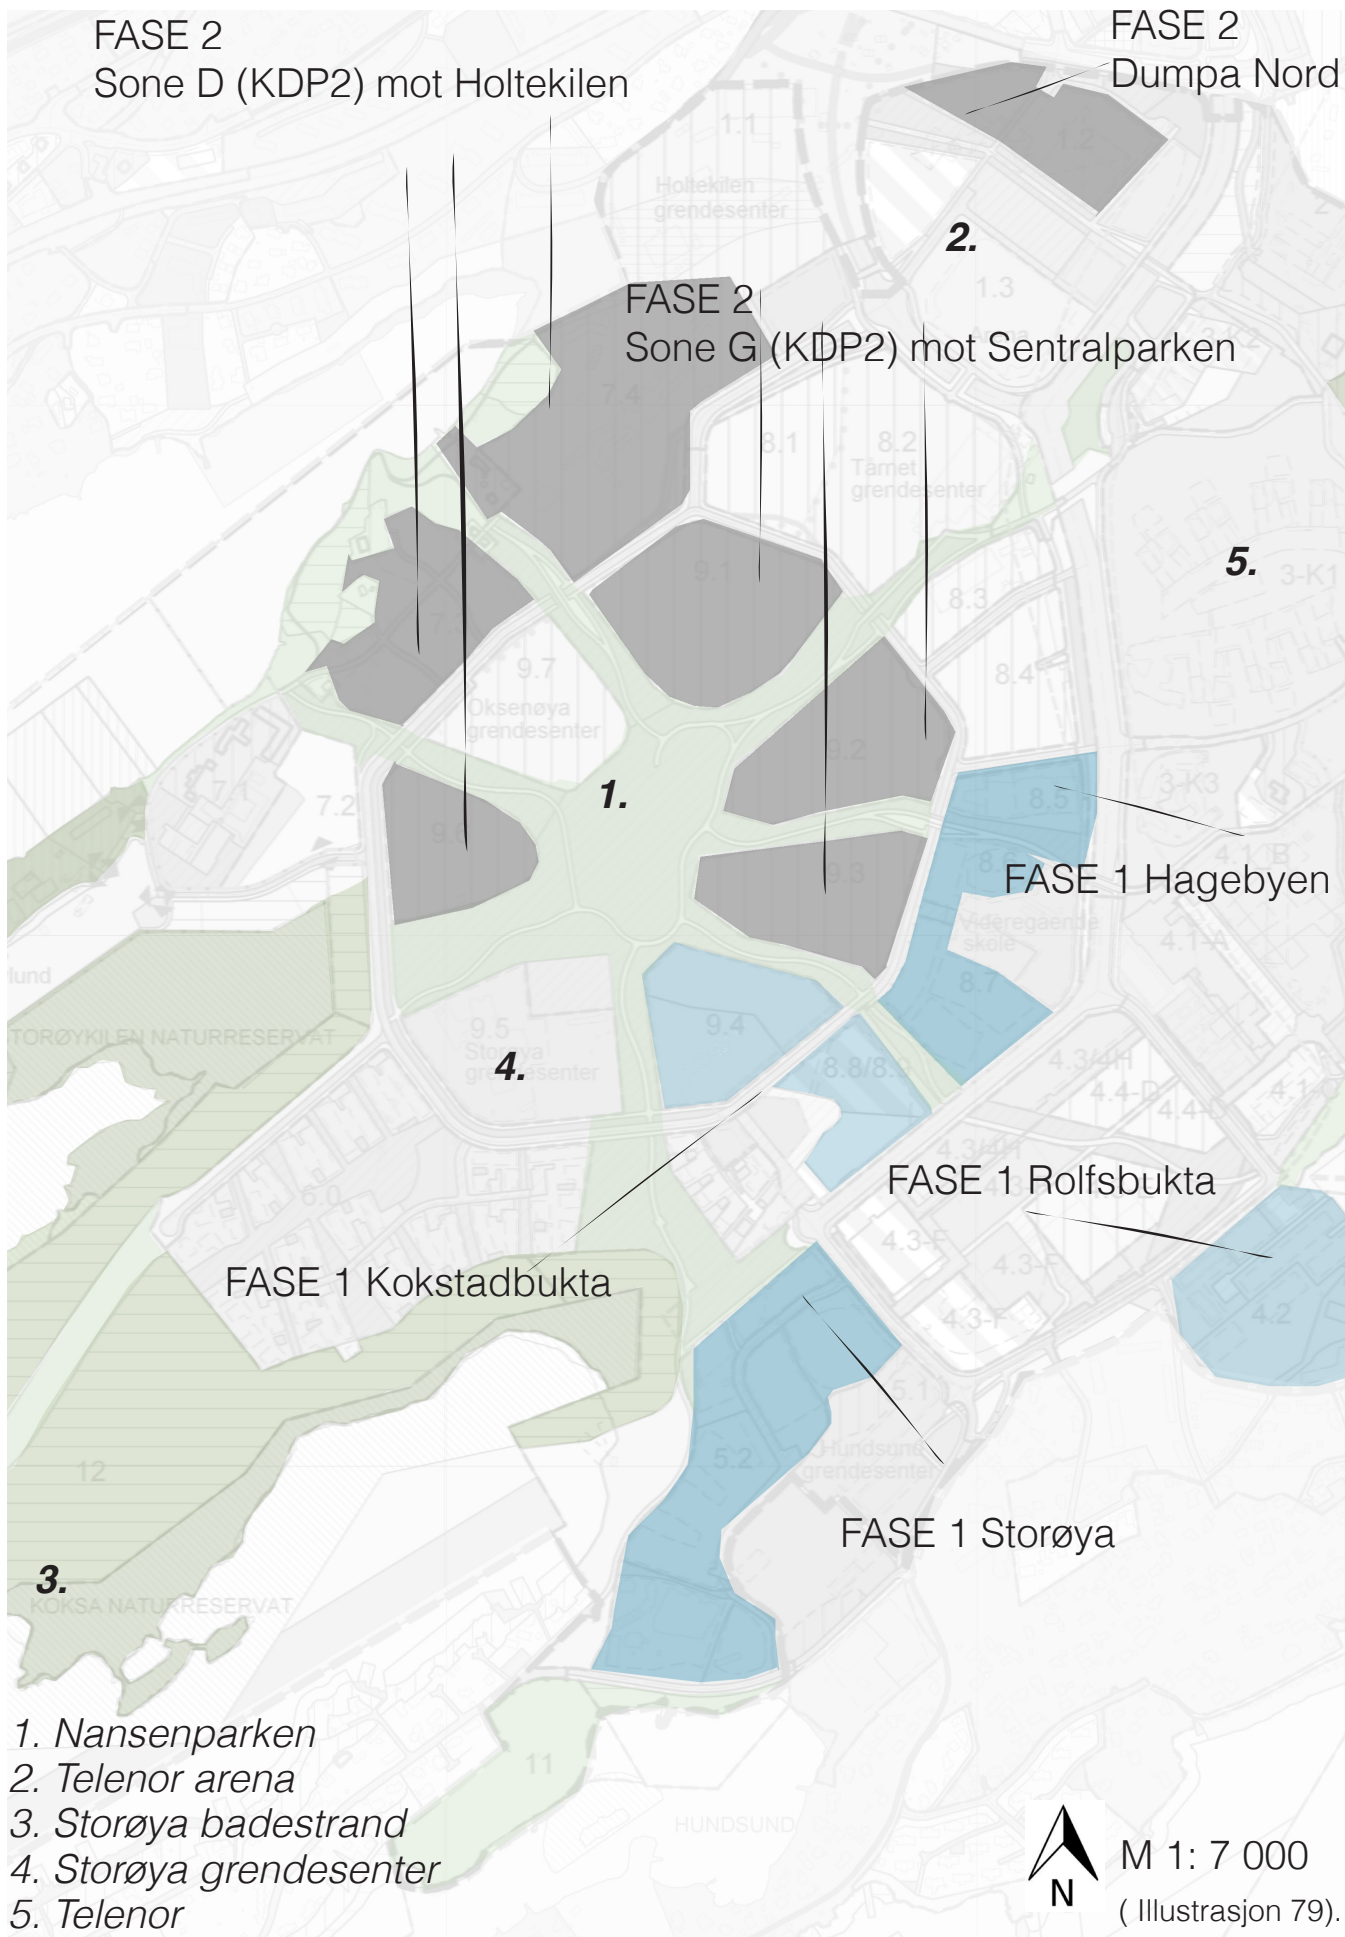 FASE 2
Sone D (KDP2) mot Holtekilen
FASE 2
Dumpa Nord
1.1
1.2
Holtekilen
grendesenter
2.
1.3
FASE 2
Sone G (KDP2) mot Sentralparken
7.4
8.1
8.2
Tårnet
grendesenter
5.
3-K1
9.1
8.3
8.4
9.7
Oksenøya
grendesenter
9.2
1.
7.1
7.2
9.6
3-K3
8.5
8.6
9.3
FASE 1 Hagebyen
Videregående
skole
4.1-A
8.7
STORØYKILEN NATURRESERVAT
9.5
Storøya
grendesenter
4.
9.4
8.8/8.9
4.3/4H
4.4-D
4.3/4H
FASE 1 Rolfsbukta
6.0
4.3-F
4.3-F
4.3-F
4.2
FASE 1 Kokstadbukta
5.1
5.2
Hundsund
grendesenter
12
FASE 1 Storøya
3.
KOKSA NATURRESERVAT
11
HUNDSUND
1. Nansenparken
2. Telenor arena
3. Storøya badestrand
4. Storøya grendesenter
5. Telenor
N
M 1: 7 000
( Illustrasjon 79).